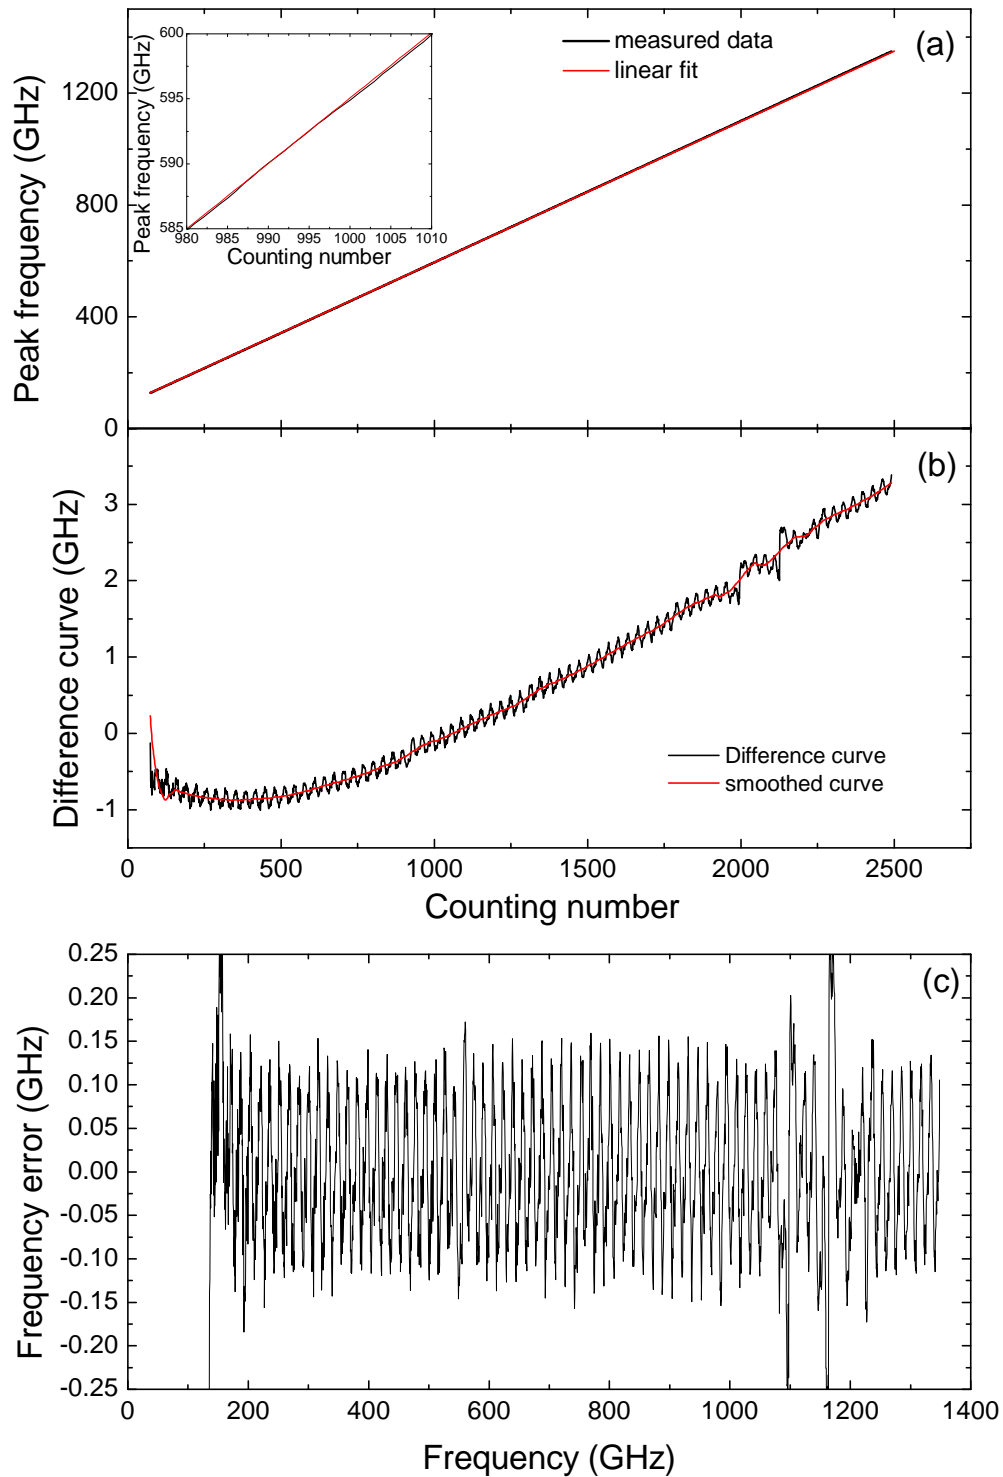 measured data
linear fit
(a)
Peak frequency (GHz)
0
400
800
1200
Peak frequency (GHz)
585
590
595
600
980 985 990 995 1000 1005 1010
Counting number
(b)
Difference curve (GHz)
-1
0
1
2
3
Difference curve
smoothed curve
0 500 1000 1500 2000 2500
Counting number
(c)
Frequency error (GHz)
0.25
0.20
0.15
0.10
0.05
0.00
-0.05
-0.10
-0.15
-0.20
-0.25
0 200 400 600 800 1000 1200 1400
Frequency (GHz)